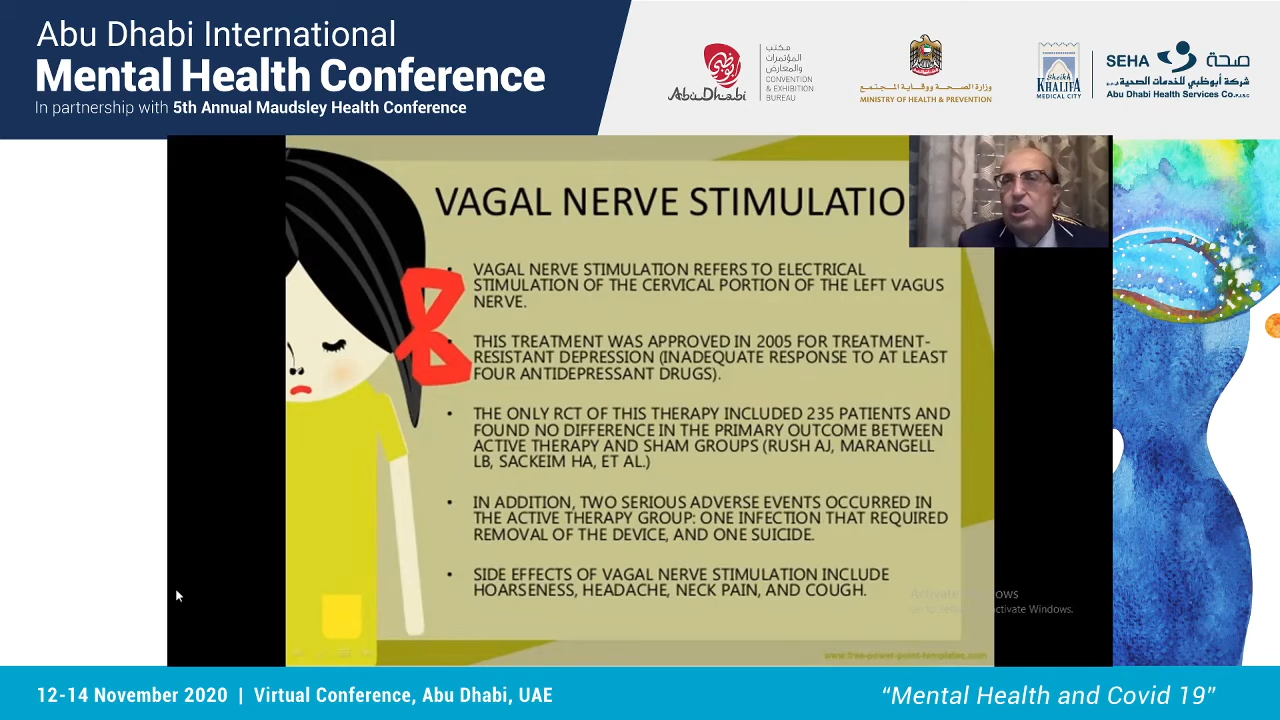 Abu Dhabi International
Mental Health Conference
In partnership with 5th Annual Maudsley Health Conference
AbuDhabi
مكتب
المؤتمرات
والمعارض
CONVENTION
& EXHIBITION
BUREAU
وزارة الصحة ووقاية المجتمع
MINISTRY OF HEALTH & PREVENTION
Sheikh
KHALIFA
MEDICAL CITY
SEHA صحة
شركة أبوظبي للخدمات الصحية ش.م.ع
Abu Dhabi Health Services Co. P.J.S.C
VAGAL NERVE STIMULATIO
• VAGAL NERVE STIMULATION REFERS TO ELECTRICAL
STIMULATION OF THE CERVICAL PORTION OF THE LEFT VAGUS
NERVE.
THIS TREATMENT WAS APPROVED IN 2005 FOR TREATMENT-
RESISTANT DEPRESSION (INADEQUATE RESPONSE TO AT LEAST
FOUR ANTIDEPRESSANT DRUGS).
• THE ONLY RCT OF THIS THERAPY INCLUDED 235 PATIENTS AND
FOUND NO DIFFERENCE IN THE PRIMARY OUTCOME BETWEEN
ACTIVE THERAPY AND SHAM GROUPS (RUSH AJ, MARANGELL
LB, SACKEIM HA, ET AL.)
• IN ADDITION, TWO SERIOUS ADVERSE EVENTS OCCURRED IN
THE ACTIVE THERAPY GROUP: ONE INFECTION THAT REQUIRED
REMOVAL OF THE DEVICE, AND ONE SUICIDE.
• SIDE EFFECTS OF VAGAL NERVE STIMULATION INCLUDE
HOARSENESS, HEADACHE, NECK PAIN, AND COUGH.
Activate Windows
Go to Settings to activate Windows.
www.free-power-point-templates.com
12-14 November 2020 | Virtual Conference, Abu Dhabi, UAE
“Mental Health and Covid 19”